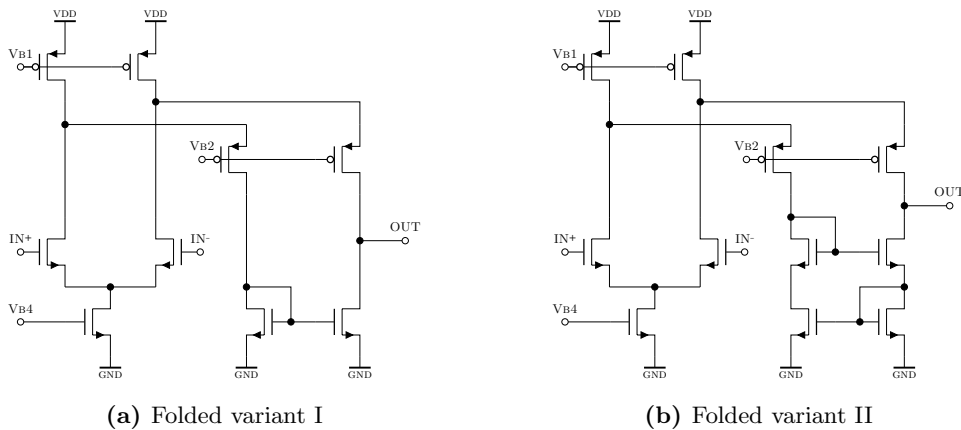 VDD VDD VDD VDD
VB1 VB1
VB2 VB2
OUT
IN+ IN- OUT IN+ IN-
VB4 VB4
GND GND GND GND GND GND
(a) Folded variant I (b) Folded variant II